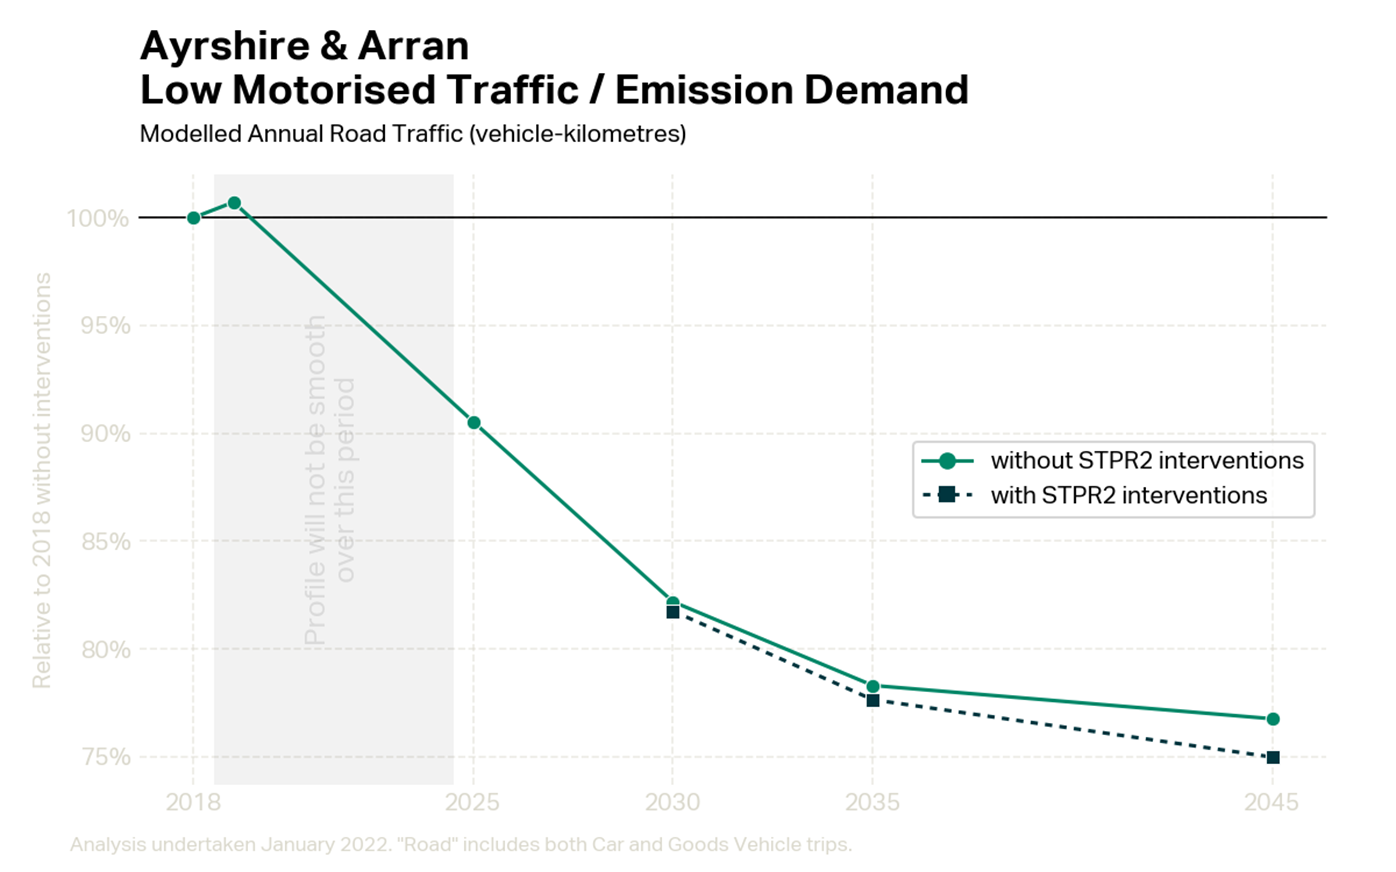 Ayrshire & Arran
Low Motorised Traffic / Emission Demand
Modelled Annual Road Traffic (vehicle-kilometres)
Relative to 2018 without interventions
100%
95%
90%
85%
80%
75%
Profile will not be smooth
over this period
without STPR2 interventions
with STPR2 interventions
2018
2025
2030
2035
2045
Analysis undertaken January 2022. "Road" includes both Car and Goods Vehicle trips.